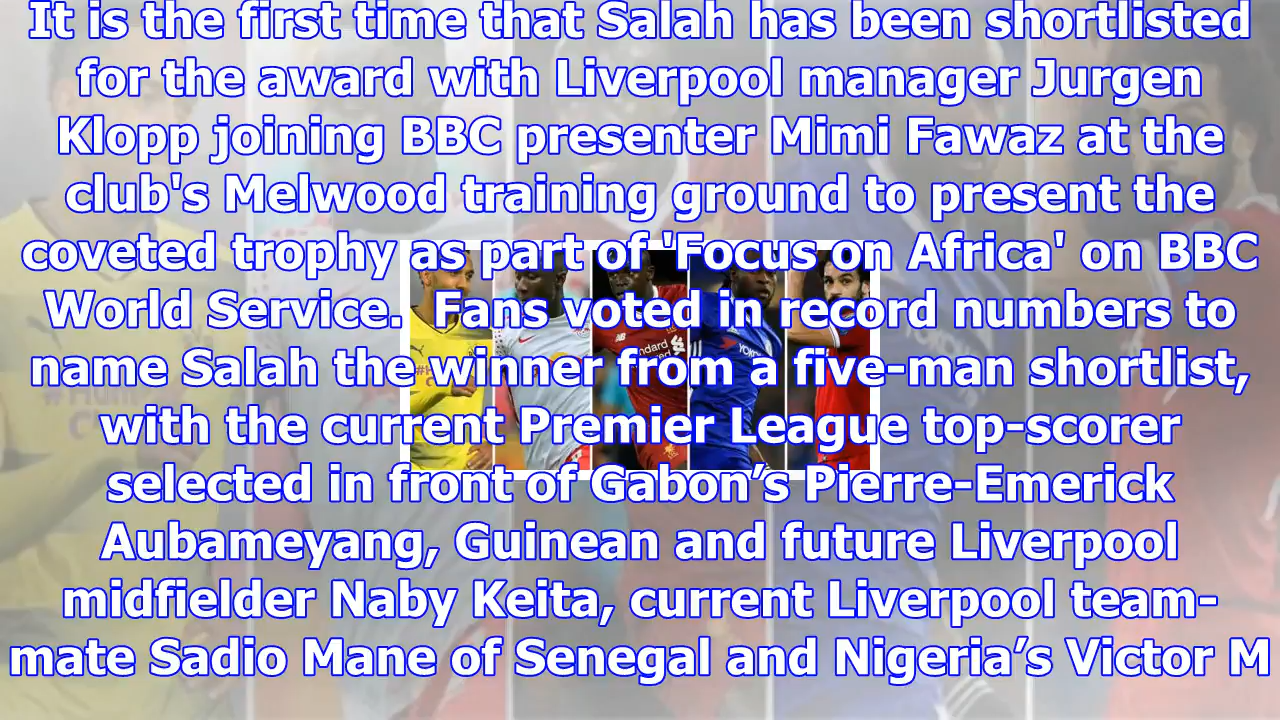 It is the first time that Salah has been shortlisted
for the award with Liverpool manager Jurgen
Klopp joining BBC presenter Mimi Fawaz at the
club's Melwood training ground to present the
coveted trophy as part of 'Focus on Africa' on BBC
World Service.  Fans voted in record numbers to
name Salah the winner from a five-man shortlist,
with the current Premier League top-scorer
selected in front of Gabon’s Pierre-Emerick
Aubameyang, Guinean and future Liverpool
midfielder Naby Keita, current Liverpool team-
mate Sadio Mane of Senegal and Nigeria’s Victor M